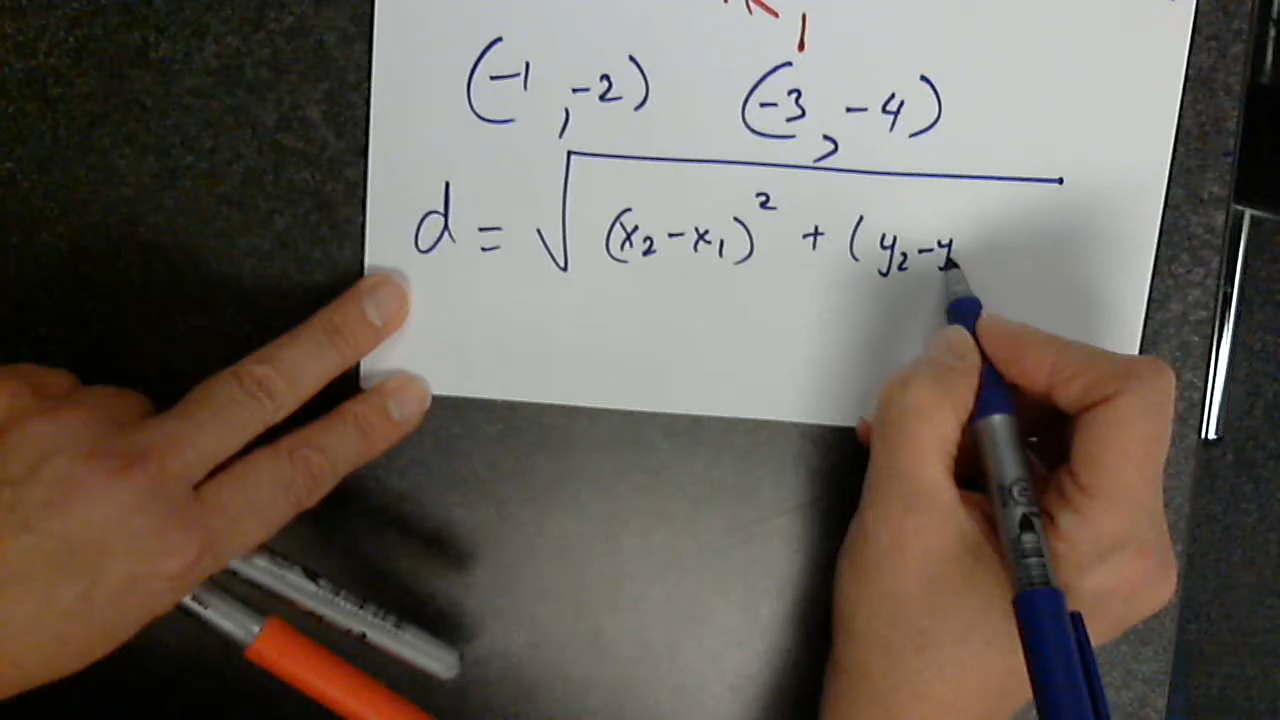 (-1, -2) (-3, -4)
d = √(x₂-x₁)² + (y₂-y